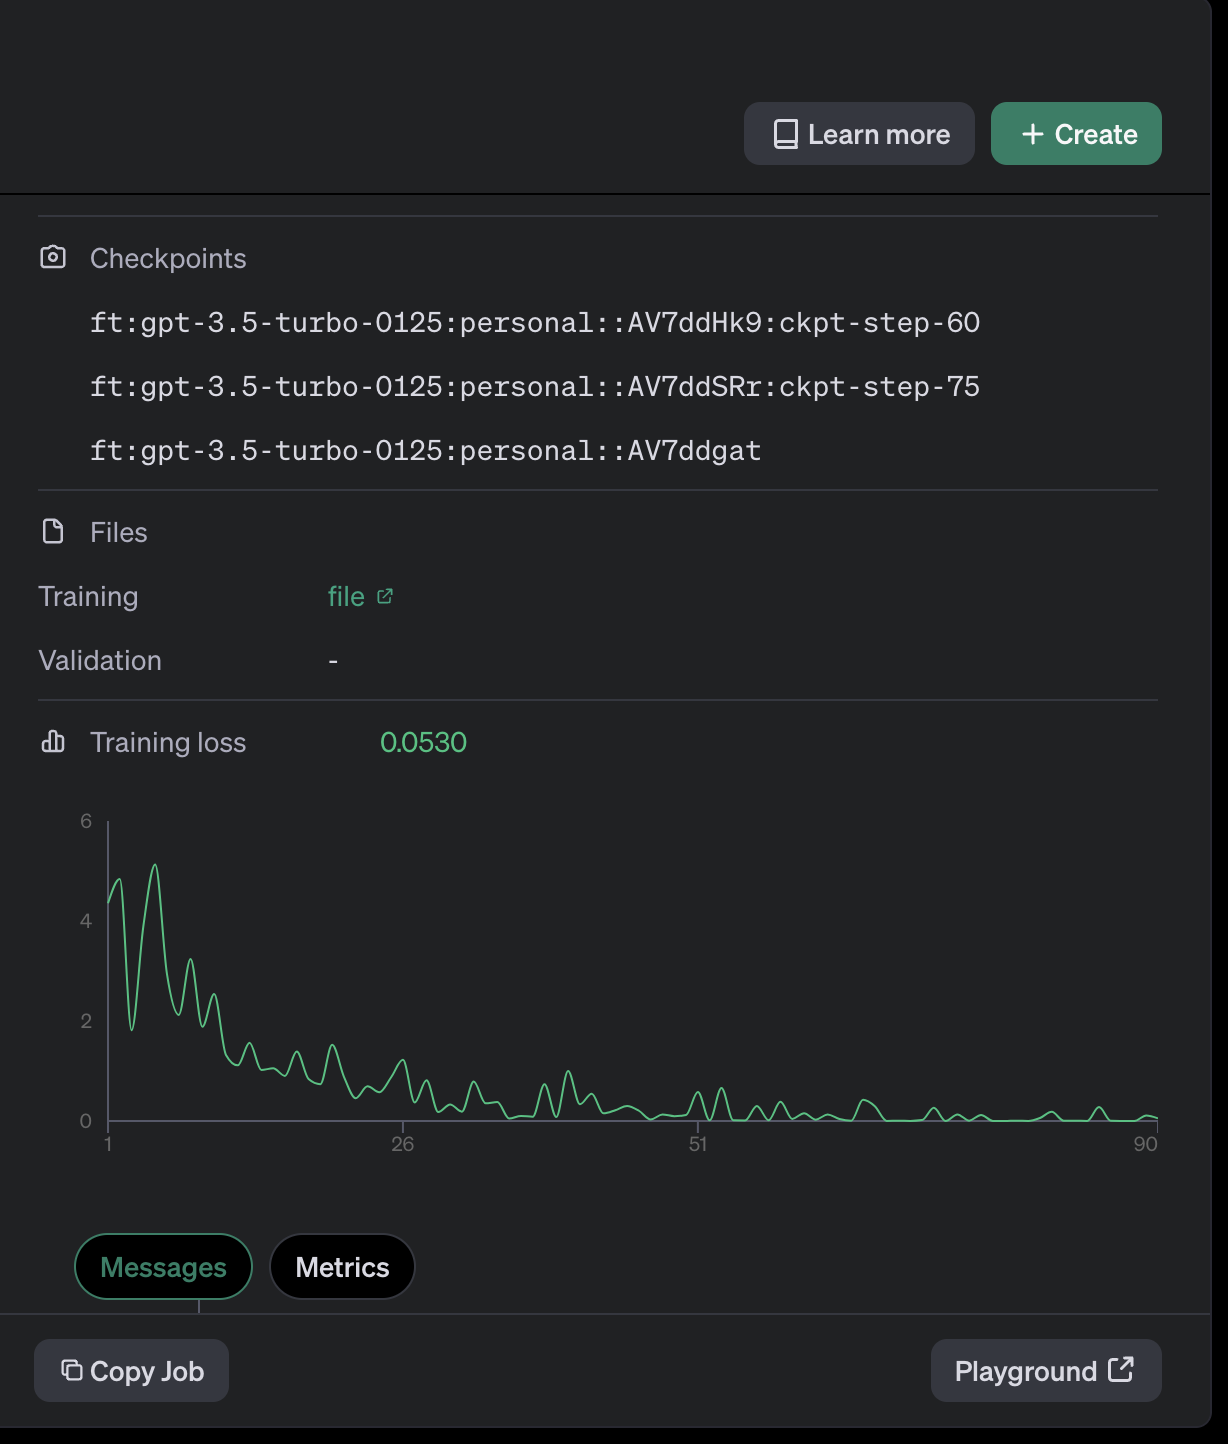 Learn more
+ Create
Checkpoints
ft:gpt-3.5-turbo-0125:personal::AV7ddHk9:ckpt-step-60
ft:gpt-3.5-turbo-0125:personal::AV7ddSRr:ckpt-step-75
ft:gpt-3.5-turbo-0125:personal::AV7ddgat
Files
Training file
Validation -
Training loss 0.0530
6
4
2
0
1 26 51 90
Messages Metrics
Copy Job Playground